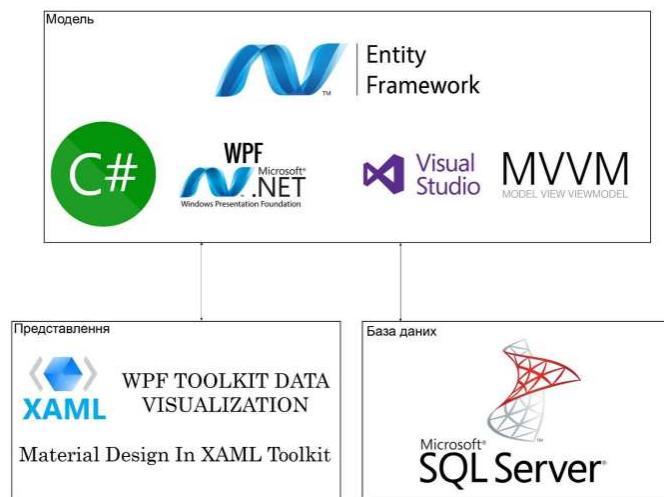 Модель
Entity
Framework
TM
C#
WPF
Microsoft®
.NET
Windows Presentation Foundation
Visual
Studio
MVVM
MODEL VIEW VIEWMODEL
Представлення
XAML
WPF TOOLKIT DATA
VISUALIZATION
Material Design In XAML Toolkit
База даних
Microsoft®
SQL Server®